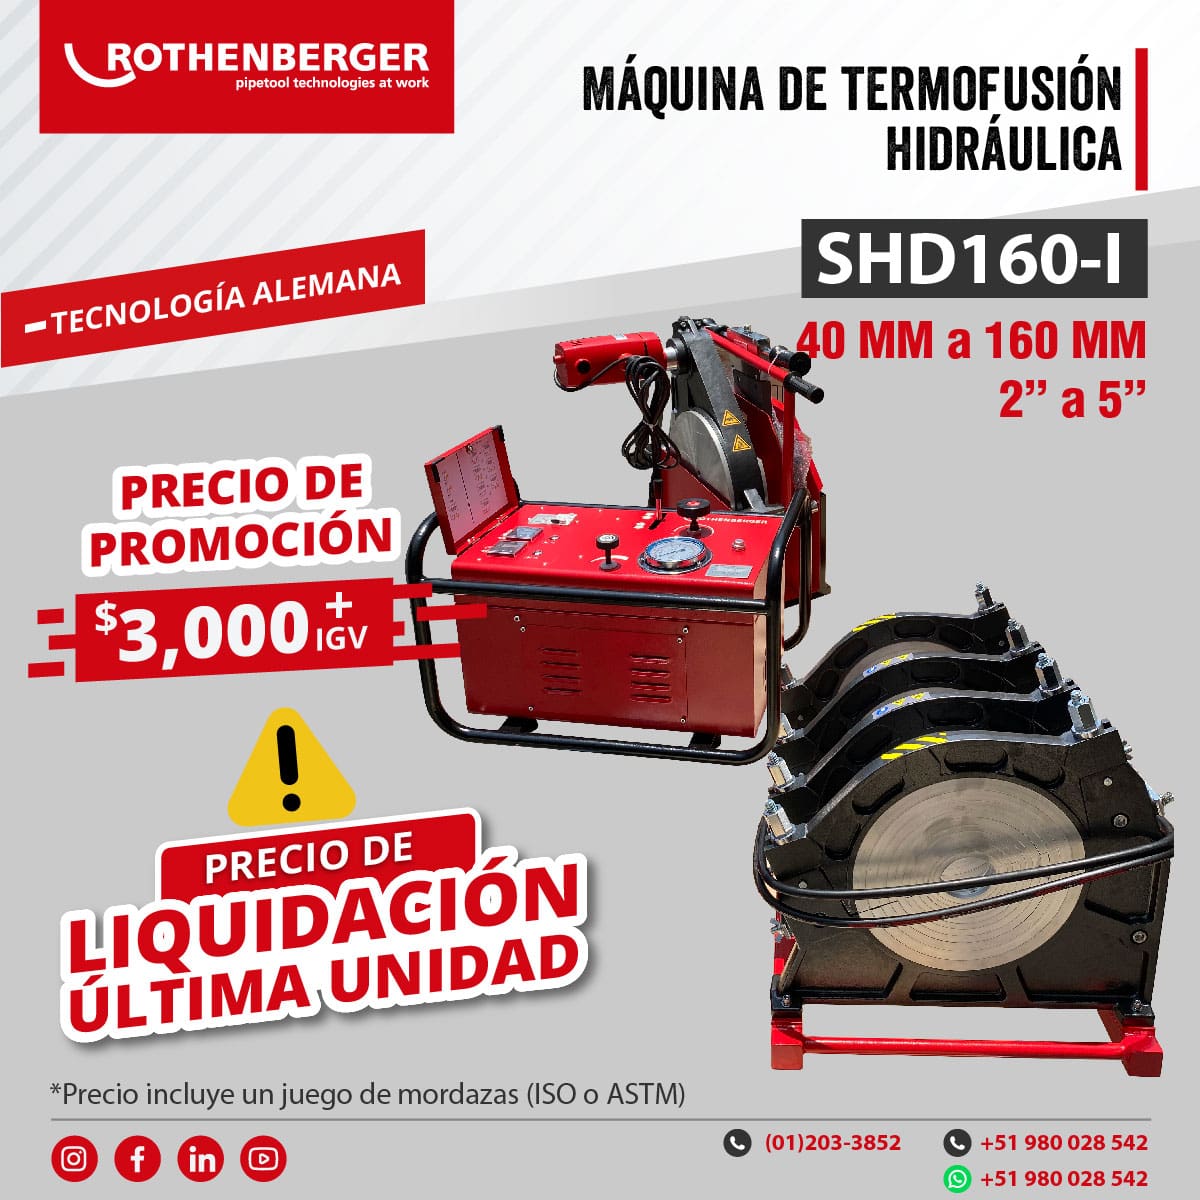 ROTHENBERGER
pipetool technologies at work
MÁQUINA DE TERMOFUSIÓN
HIDRÁULICA
SHD160-I
40 MM a 160 MM
2” a 5”
TECNOLOGÍA ALEMANA
PRECIO DE
PROMOCIÓN
$3,000 + IGV
ROTHENBERGER
PRECIO DE
LIQUIDACIÓN
ÚLTIMA UNIDAD
*Precio incluye un juego de mordazas (ISO o ASTM)
(01)203-3852
+51 980 028 542
+51 980 028 542